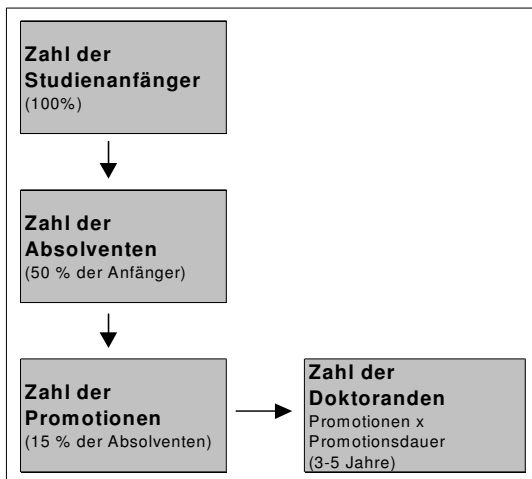 Zahl der
Studienanfänger
(100%)
Zahl der
Absolventen
(50 % der Anfänger)
Zahl der
Promotionen
(15 % der Absolventen)
Zahl der
Doktoranden
Promotionen x
Promotionsdauer
(3-5 Jahre)